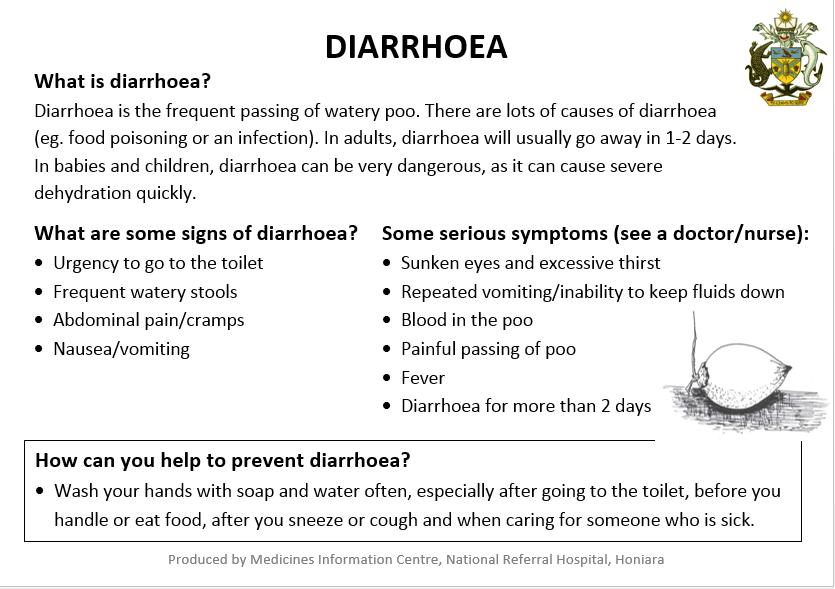 DIARRHOEA
What is diarrhoea?
Diarrhoea is the frequent passing of watery poo. There are lots of causes of diarrhoea
(eg. food poisoning or an infection). In adults, diarrhoea will usually go away in 1-2 days.
In babies and children, diarrhoea can be very dangerous, as it can cause severe
dehydration quickly.
What are some signs of diarrhoea?
• Urgency to go to the toilet
• Frequent watery stools
• Abdominal pain/cramps
• Nausea/vomiting
Some serious symptoms (see a doctor/nurse):
• Sunken eyes and excessive thirst
• Repeated vomiting/inability to keep fluids down
• Blood in the poo
• Painful passing of poo
• Fever
• Diarrhoea for more than 2 days
How can you help to prevent diarrhoea?
• Wash your hands with soap and water often, especially after going to the toilet, before you
handle or eat food, after you sneeze or cough and when caring for someone who is sick.
Produced by Medicines Information Centre, National Referral Hospital, Honiara